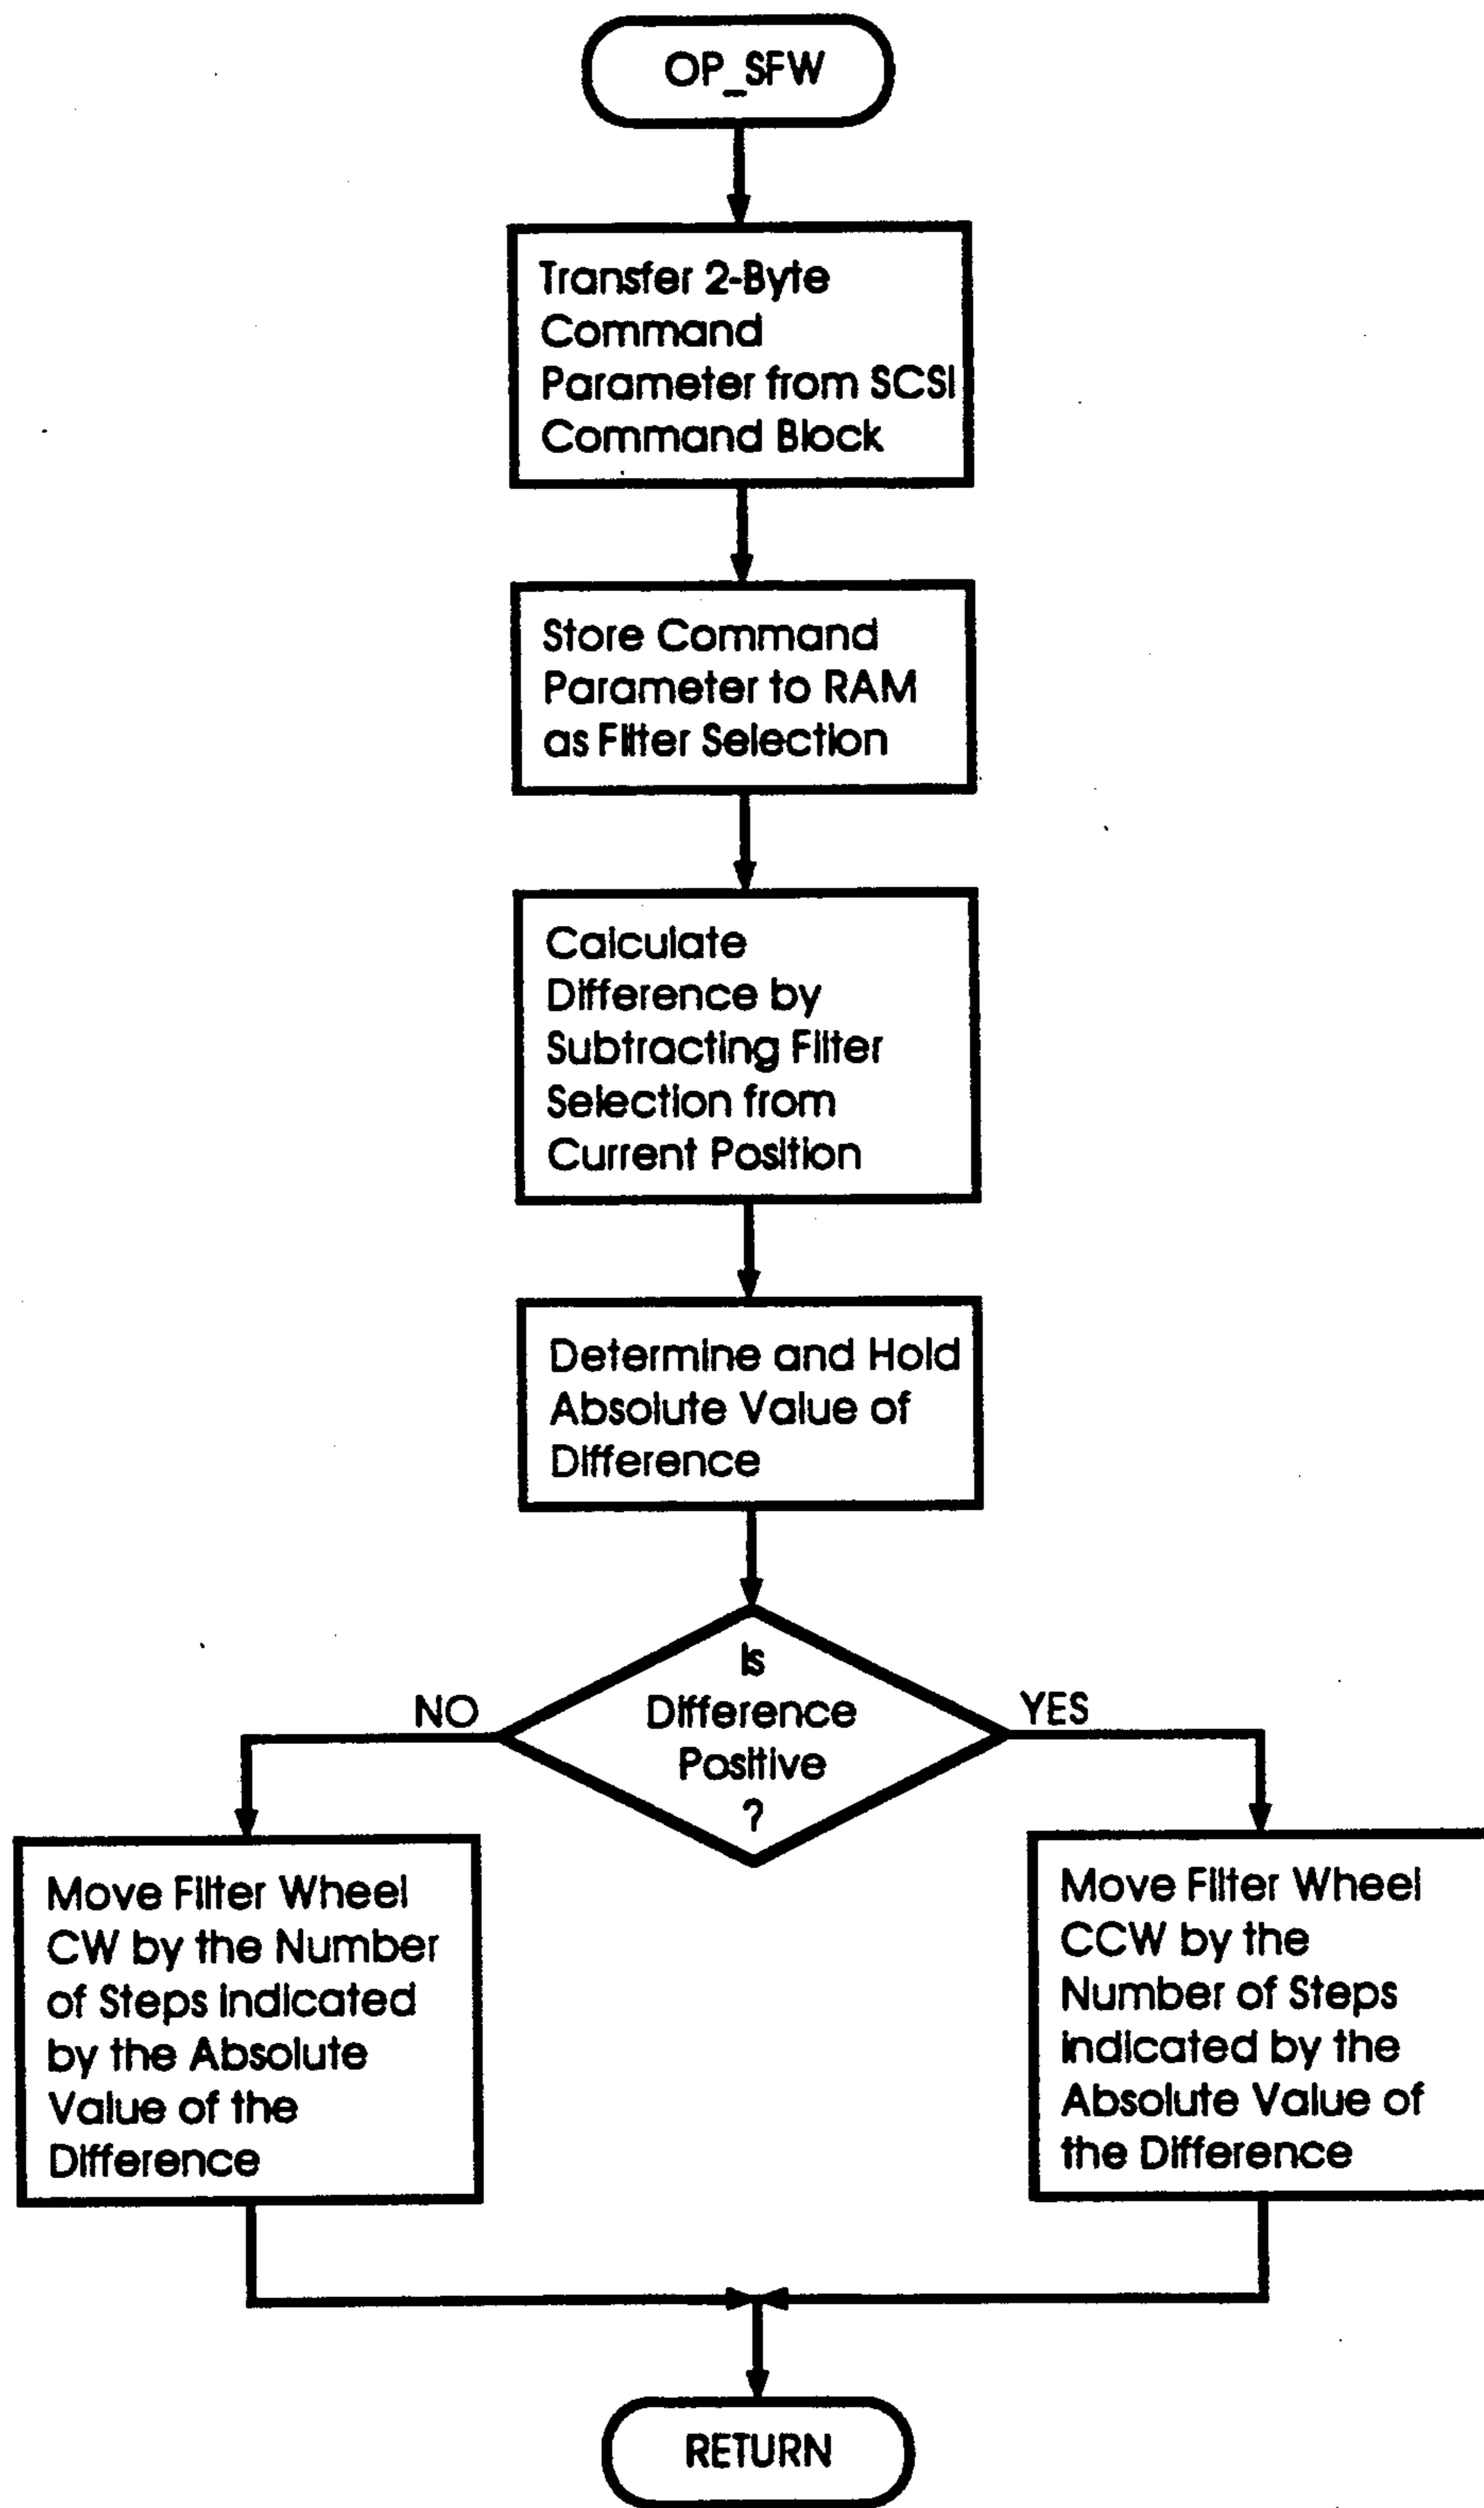 OP_SFW
Transfer 2-Byte
Command
Parameter from SCSI
Command Block
Store Command
Parameter to RAM
as Filter Selection
Calculate
Difference by
Subtracting Filter
Selection from
Current Position
Determine and Hold
Absolute Value of
Difference
Is
Difference
Positive
?
NO
YES
Move Filter Wheel
CW by the Number
of Steps indicated
by the Absolute
Value of the
Difference
Move Filter Wheel
CCW by the
Number of Steps
indicated by the
Absolute Value of
the Difference
RETURN